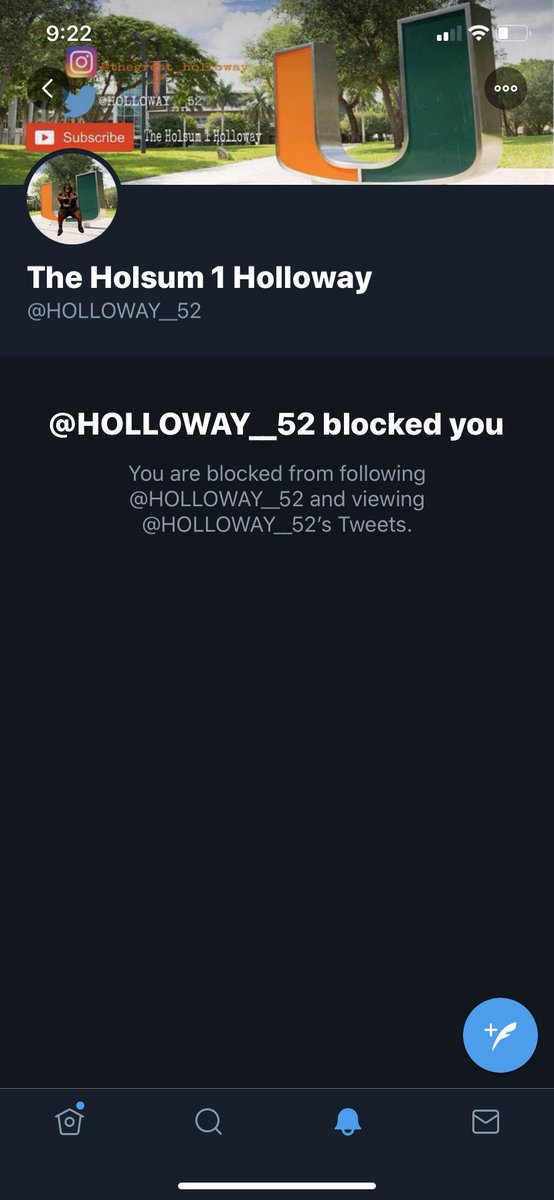 9:22
@thegreat_holloway
@HOLLOWAY__52
Subscribe
The Holsum 1 Holloway
The Holsum 1 Holloway
@HOLLOWAY__52
@HOLLOWAY__52 blocked you
You are blocked from following
@HOLLOWAY__52 and viewing
@HOLLOWAY__52’s Tweets.